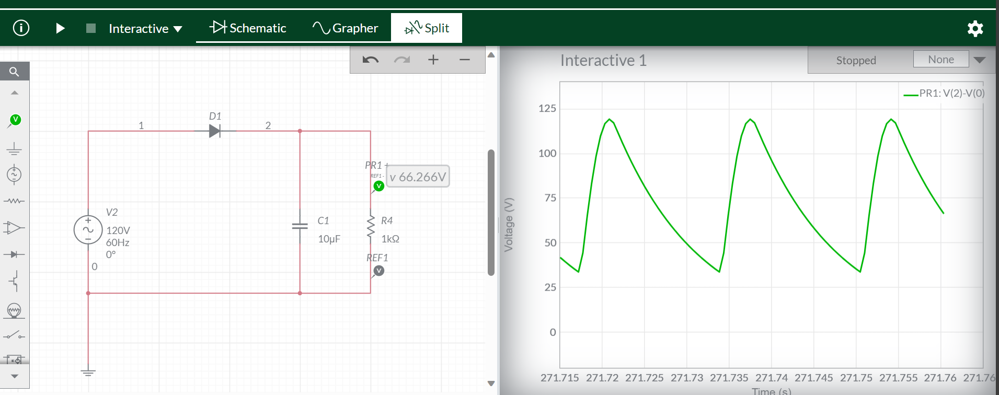 Interactive
Schematic
Grapher
Split
Interactive 1
Stopped
None
PR1: V(2)-V(0)
125
100
75
50
25
0
Voltage (V)
271.715 271.72 271.725 271.73 271.735 271.74 271.745 271.75 271.755 271.76 271.76
Time (s)
V
D1
1
2
PR1 +
REF1 -
v 66.266V
V
V2
120V
60Hz
0°
0
C1
10µF
R4
1kΩ
REF1
V